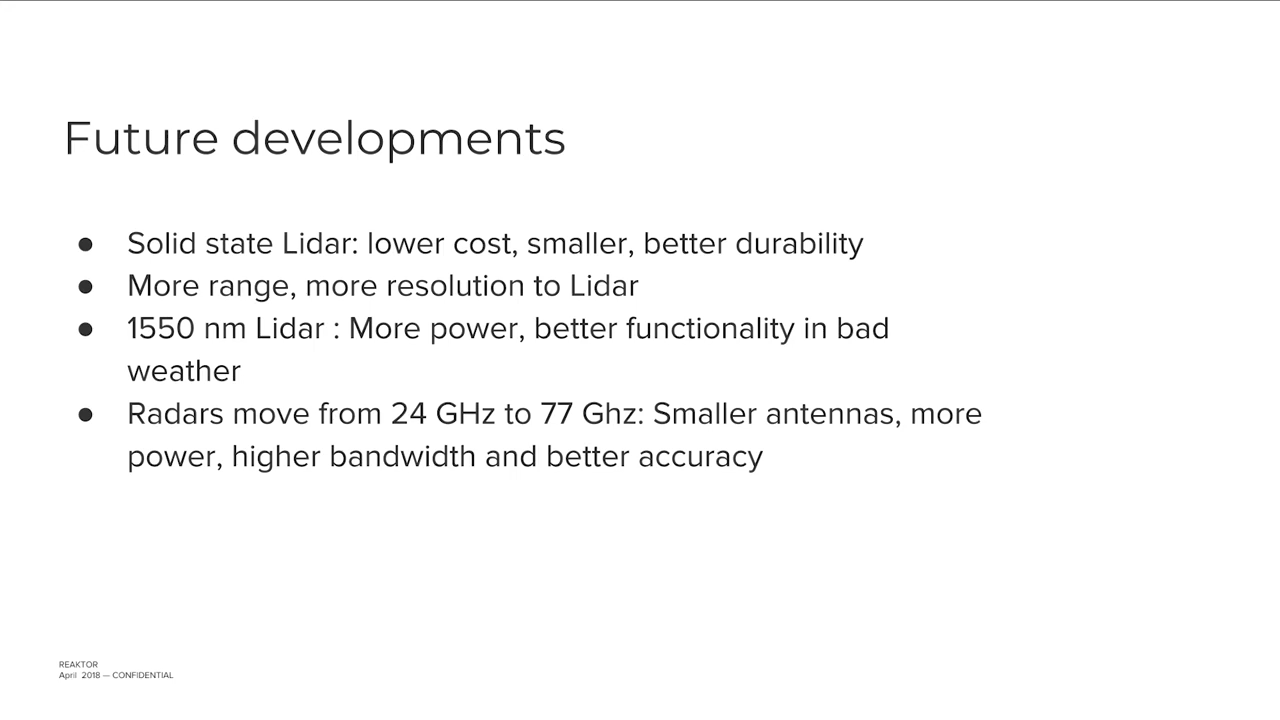 Future developments
● Solid state Lidar: lower cost, smaller, better durability
● More range, more resolution to Lidar
● 1550 nm Lidar : More power, better functionality in bad
weather
● Radars move from 24 GHz to 77 Ghz: Smaller antennas, more
power, higher bandwidth and better accuracy
REAKTOR
April 2018 — CONFIDENTIAL